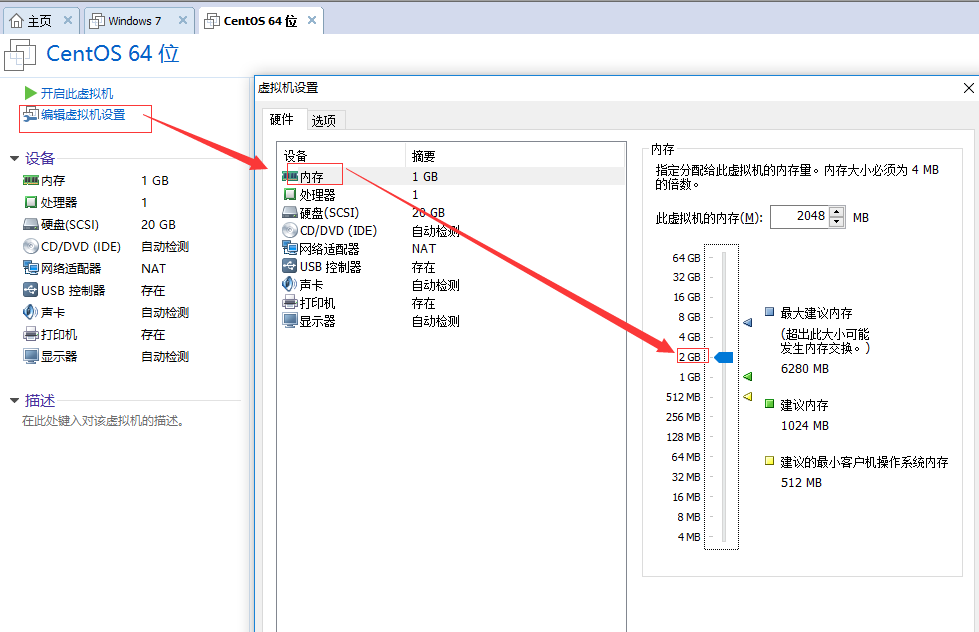 主页
Windows 7
CentOS 64 位
CentOS 64 位
开启此虚拟机
编辑虚拟机设置
设备
内存 1 GB
处理器 1
硬盘(SCSI) 20 GB
CD/DVD (IDE) 自动检测
网络适配器 NAT
USB 控制器 存在
声卡 自动检测
打印机 存在
显示器 自动检测
描述
在此处键入对该虚拟机的描述。
虚拟机设置
硬件 选项
设备 摘要
内存 1 GB
处理器 1
硬盘(SCSI) 20 GB
CD/DVD (IDE) 自动检测
网络适配器 NAT
USB 控制器 存在
声卡 自动检测
打印机 存在
显示器 自动检测
内存
指定分配给此虚拟机的内存量。内存大小必须为 4 MB
的倍数。
此虚拟机的内存(M): 2048 MB
64 GB
32 GB
16 GB
8 GB
4 GB
2 GB
1 GB
512 MB
256 MB
128 MB
64 MB
32 MB
16 MB
8 MB
4 MB
最大建议内存
(超出此大小可能
发生内存交换。)
6280 MB
建议内存
1024 MB
建议的最小客户机操作系统内存
512 MB